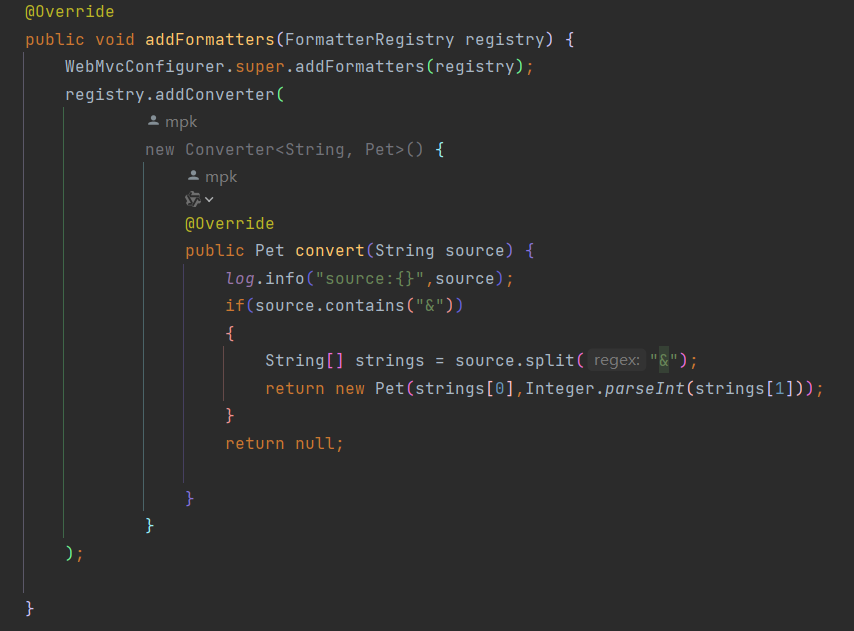 @Override
public void addFormatters(FormatterRegistry registry) {
WebMvcConfigurer.super.addFormatters(registry);
registry.addConverter(
mpk
new Converter<String, Pet>() {
mpk
@Override
public Pet convert(String source) {
log.info("source:{}",source);
if(source.contains("&"))
{
String[] strings = source.split( regex: "&");
return new Pet(strings[0],Integer.parseInt(strings[1]));
}
return null;
}
}
);
}